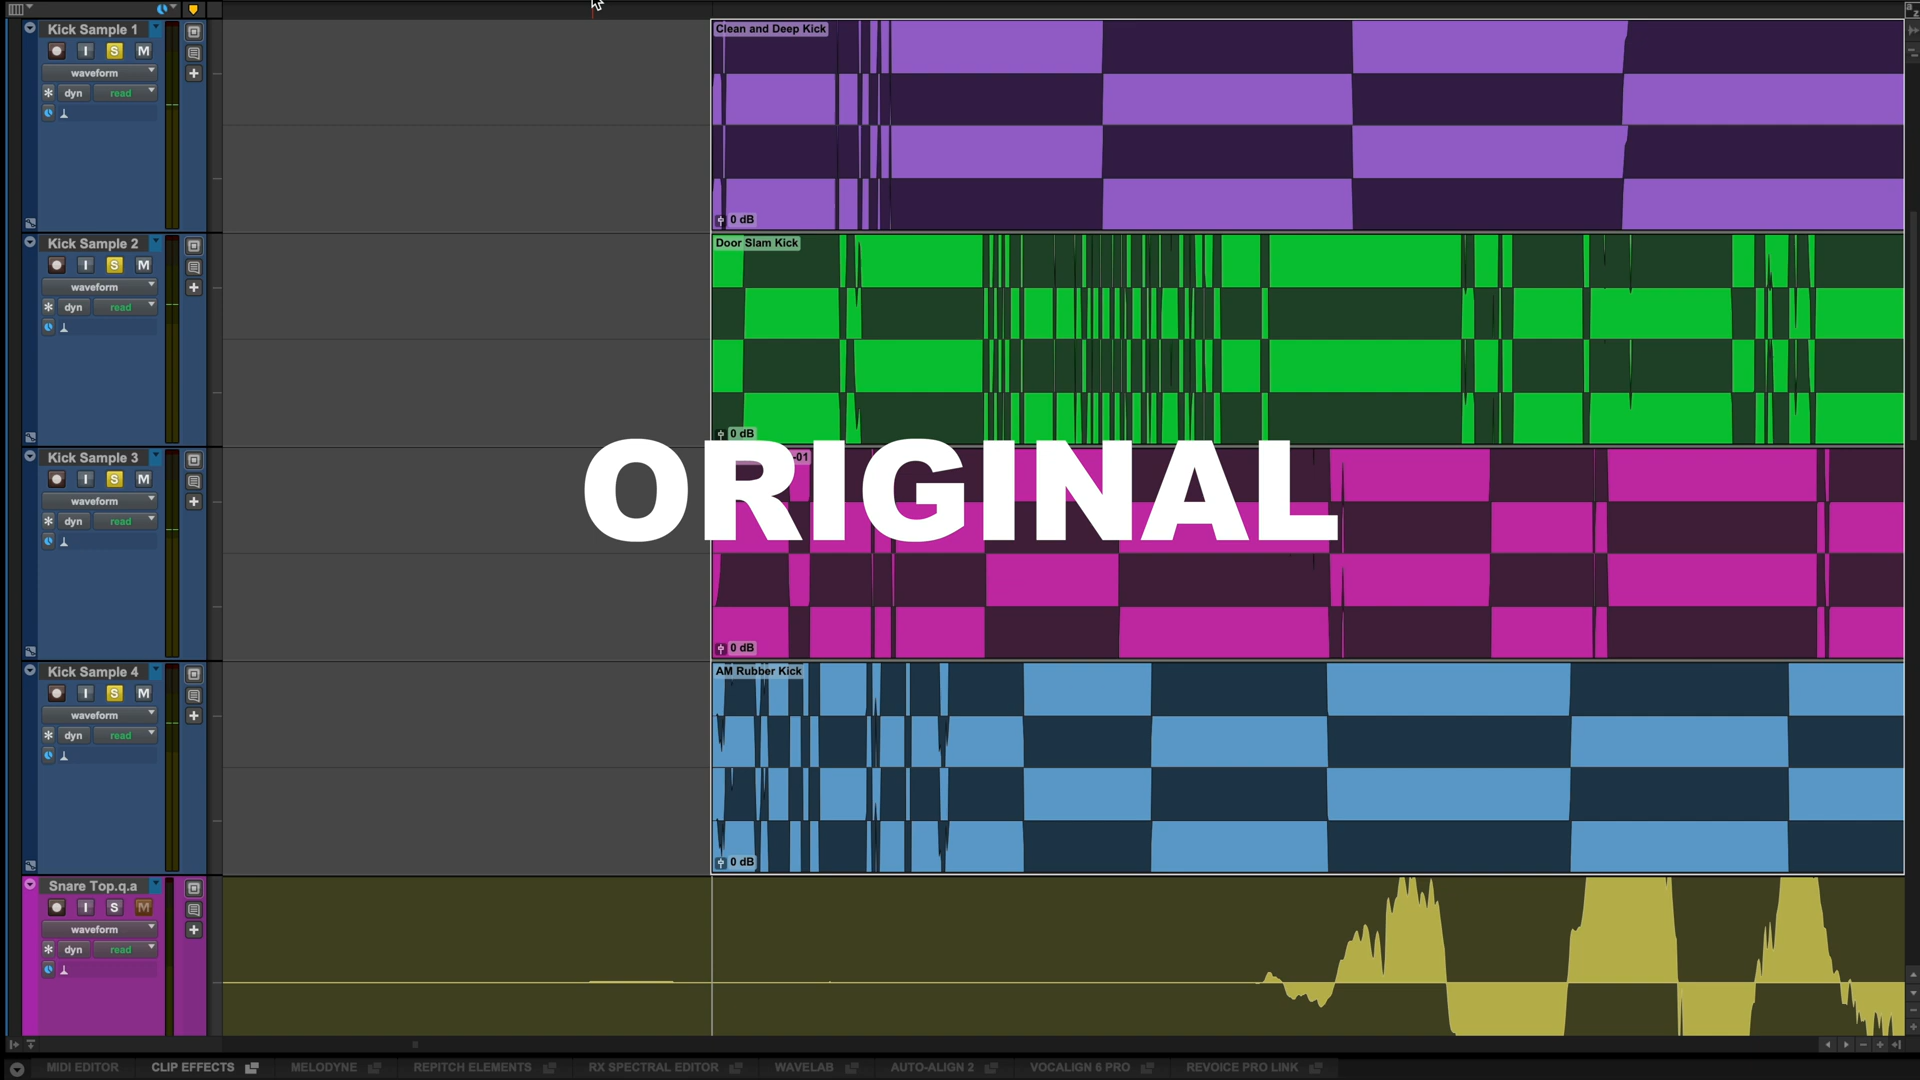 Kick Sample 1
I S M
waveform
dyn read
Clean and Deep Kick
0 dB
Kick Sample 2
I S M
waveform
dyn read
Door Slam Kick
0 dB
Kick Sample 3
I S M
waveform
dyn read
-01
ORIGINAL
0 dB
Kick Sample 4
I S M
waveform
dyn read
AM Rubber Kick
0 dB
Snare Top.q.a
I S M
waveform
dyn read
MIDI EDITOR CLIP EFFECTS MELODYNE REPITCH ELEMENTS RX SPECTRAL EDITOR WAVELAB AUTO-ALIGN 2 VOCALIGN 6 PRO REVOICE PRO LINK